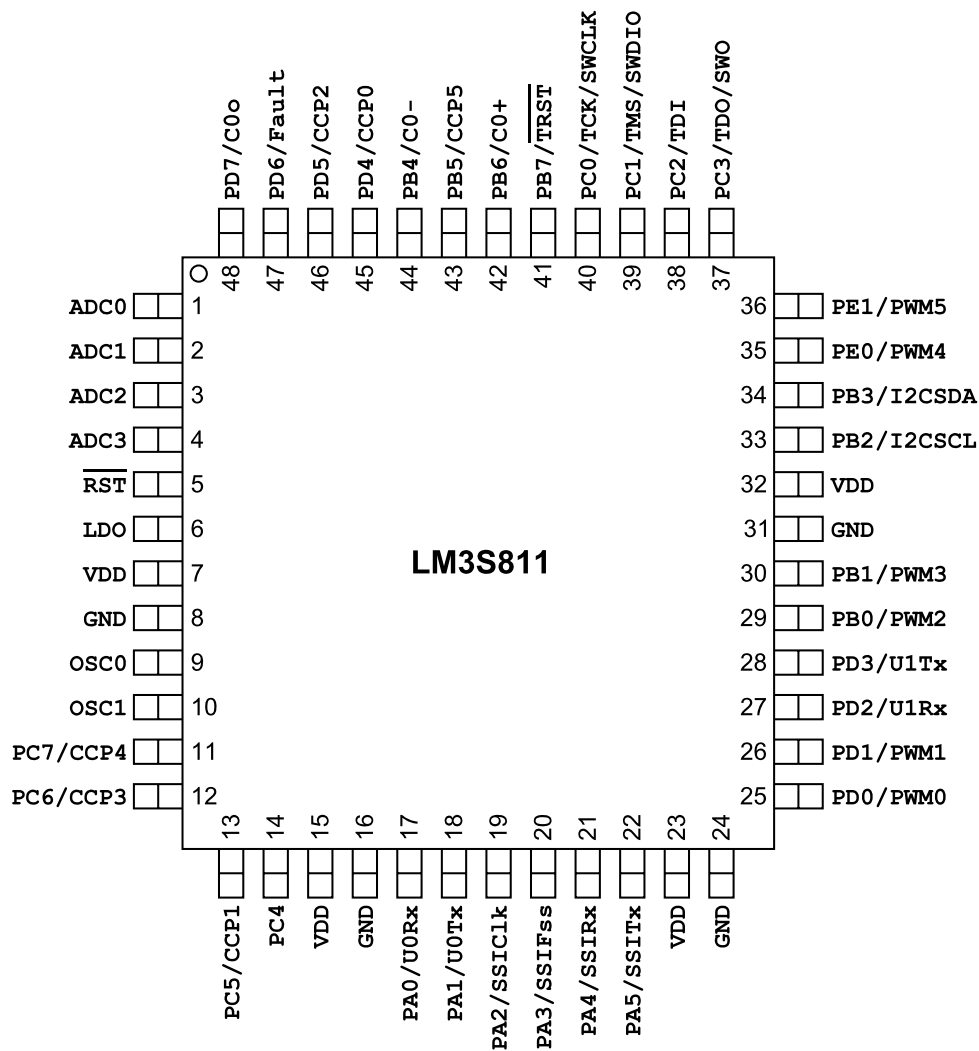 PD7/C0o
PD6/Fault
PD5/CCP2
PD4/CCP0
PB4/C0-
PB5/CCP5
PB6/C0+
PB7/TRST
PC0/TCK/SWCLK
PC1/TMS/SWDIO
PC2/TDI
PC3/TDO/SWO
48
47
46
45
44
43
42
41
40
39
38
37
ADC0 1
ADC1 2
ADC2 3
ADC3 4
RST 5
LDO 6
VDD 7
GND 8
OSC0 9
OSC1 10
PC7/CCP4 11
PC6/CCP3 12
LM3S811
36 PE1/PWM5
35 PE0/PWM4
34 PB3/I2CSDA
33 PB2/I2CSCL
32 VDD
31 GND
30 PB1/PWM3
29 PB0/PWM2
28 PD3/U1Tx
27 PD2/U1Rx
26 PD1/PWM1
25 PD0/PWM0
13
14
15
16
17
18
19
20
21
22
23
24
PC5/CCP1
PC4
VDD
GND
PA0/U0Rx
PA1/U0Tx
PA2/SSIClk
PA3/SSIFss
PA4/SSIRx
PA5/SSITx
VDD
GND